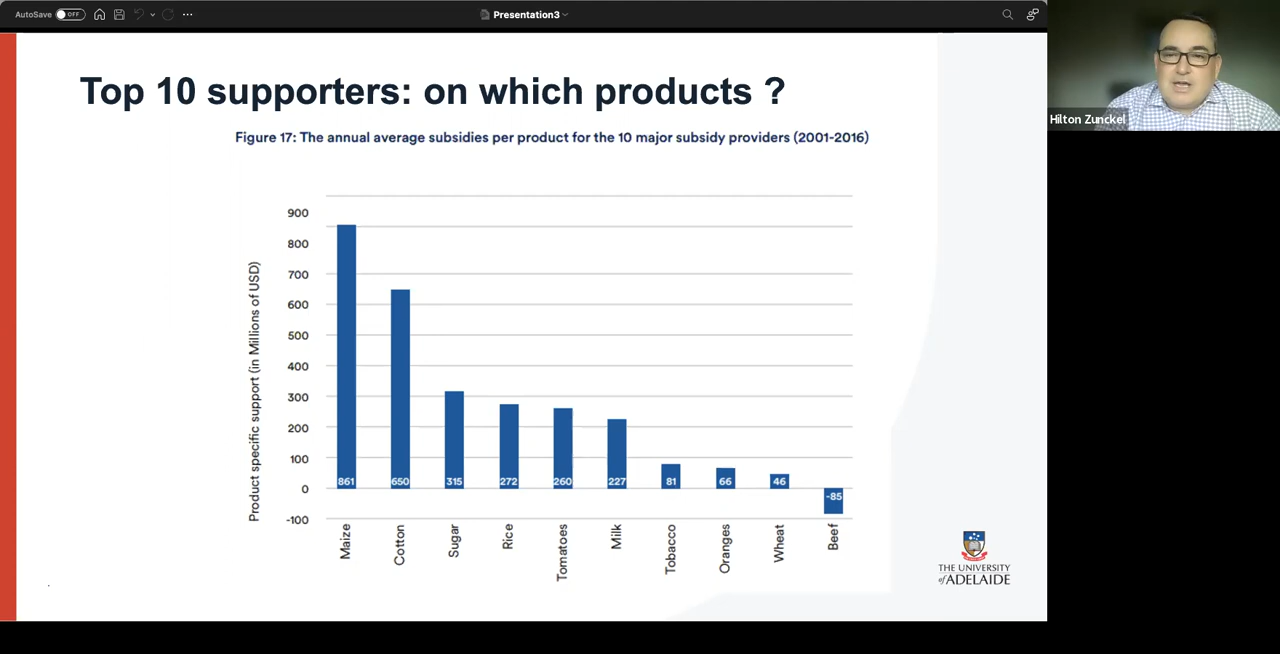 AutoSave OFF
Presentation3
Hilton Zunckel
Top 10 supporters: on which products ?
Figure 17: The annual average subsidies per product for the 10 major subsidy providers (2001-2016)
Product specific support (in Millions of USD)
900
800
700
600
500
400
300
200
100
0
-100
861
650
315
272
260
227
81
66
46
-85
Maize
Cotton
Sugar
Rice
Tomatoes
Milk
Tobacco
Oranges
Wheat
Beef
THE UNIVERSITY
of ADELAIDE